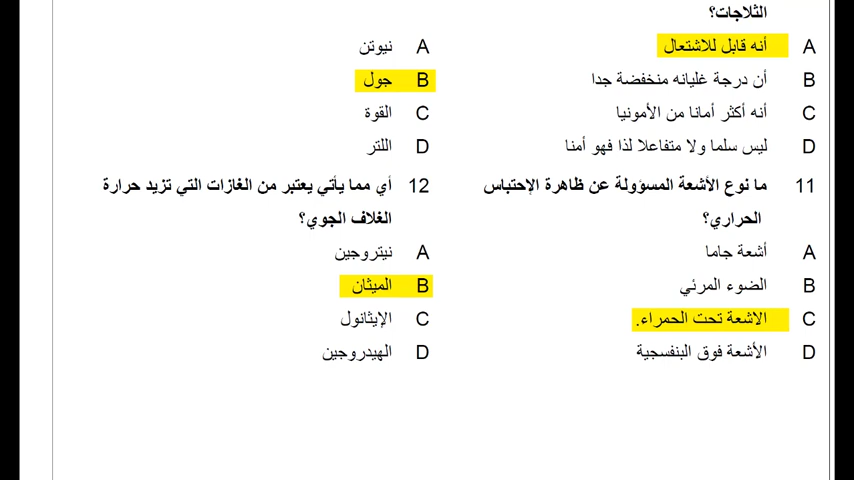 الثلاجات؟
A أنه قابل للاشتعال
B أن درجة غليانه منخفضة جدا
C أنه أكثر أمانا من الأمونيا
D ليس سلما ولا متفاعلا لذا فهو أمنا
A نيوتن
B جول
C القوة
D اللتر
11 ما نوع الأشعة المسؤولة عن ظاهرة الإحتباس
الحراري؟
A أشعة جاما
B الضوء المرئي
C الاشعة تحت الحمراء.
D الأشعة فوق البنفسجية
12 أي مما يأتي يعتبر من الغازات التي تزيد حرارة
الغلاف الجوي؟
A نيتروجين
B الميثان
C الإيثانول
D الهيدروجين